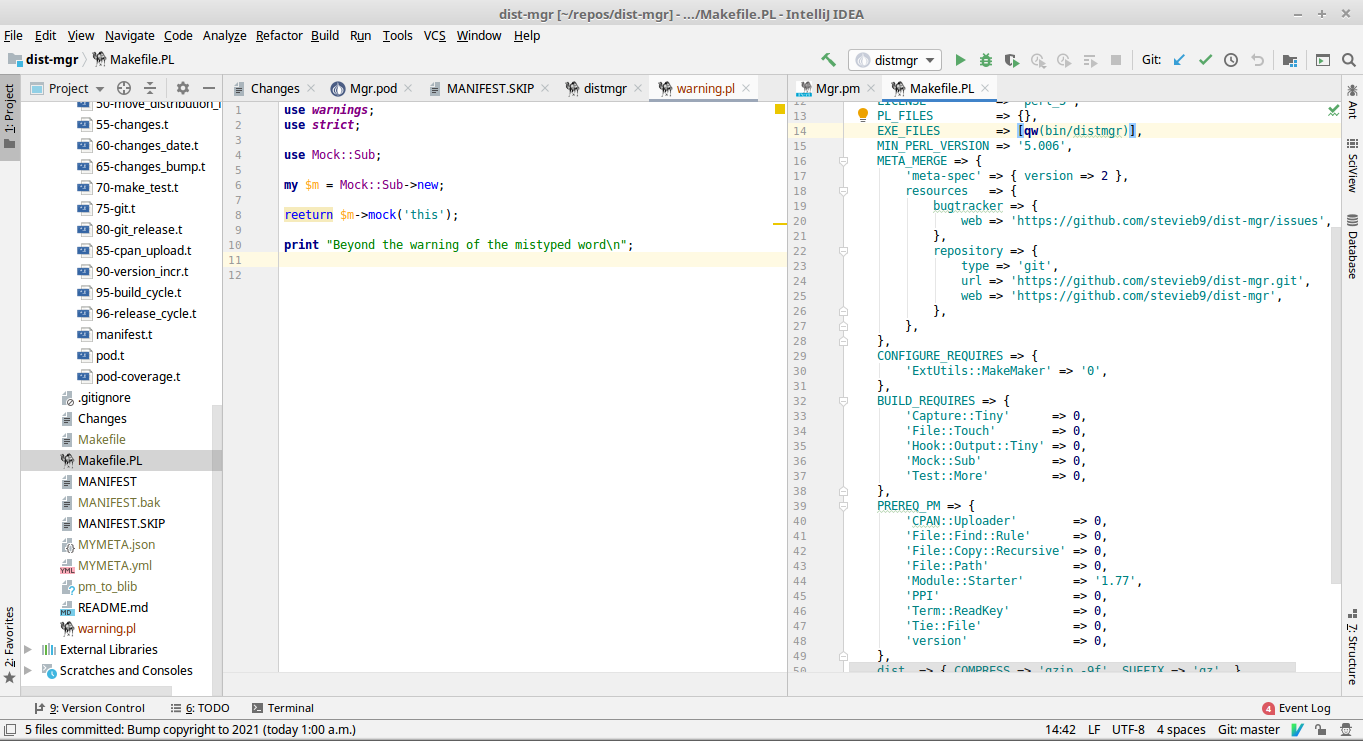 dist-mgr [~/repos/dist-mgr] - .../Makefile.PL - IntelliJ IDEA
File Edit View Navigate Code Analyze Refactor Build Run Tools VCS Window Help
dist-mgr Makefile.PL distmgr Git:
Project
Changes Mgr.pod MANIFEST.SKIP distmgr warning.pl
Mgr.pm Makefile.PL
1: Project
2: Favorites
50-move_distribution_f
55-changes.t
60-changes_date.t
65-changes_bump.t
70-make_test.t
75-git.t
80-git_release.t
85-cpan_upload.t
90-version_incr.t
95-build_cycle.t
96-release_cycle.t
manifest.t
pod.t
pod-coverage.t
.gitignore
Changes
Makefile
Makefile.PL
MANIFEST
MANIFEST.bak
MANIFEST.SKIP
MYMETA.json
MYMETA.yml
pm_to_blib
README.md
warning.pl
External Libraries
Scratches and Consoles
1 use warnings;
2 use strict;
3
4 use Mock::Sub;
5
6 my $m = Mock::Sub->new;
7
8 reeturn $m->mock('this');
9
10 print "Beyond the warning of the mistyped word\n";
11
12
12 LICENSE => 'perl_5',
13 PL_FILES => {},
14 EXE_FILES => [qw(bin/distmgr)],
15 MIN_PERL_VERSION => '5.006',
16 META_MERGE => {
17 'meta-spec' => { version => 2 },
18 resources => {
19 bugtracker => {
20 web => 'https://github.com/stevieb9/dist-mgr/issues',
21 },
22 repository => {
23 type => 'git',
24 url => 'https://github.com/stevieb9/dist-mgr.git',
25 web => 'https://github.com/stevieb9/dist-mgr',
26 },
27 },
28 },
29 CONFIGURE_REQUIRES => {
30 'ExtUtils::MakeMaker' => '0',
31 },
32 BUILD_REQUIRES => {
33 'Capture::Tiny' => 0,
34 'File::Touch' => 0,
35 'Hook::Output::Tiny' => 0,
36 'Mock::Sub' => 0,
37 'Test::More' => 0,
38 },
39 PREREQ_PM => {
40 'CPAN::Uploader' => 0,
41 'File::Find::Rule' => 0,
42 'File::Copy::Recursive' => 0,
43 'File::Path' => 0,
44 'Module::Starter' => '1.77',
45 'PPI' => 0,
46 'Term::ReadKey' => 0,
47 'Tie::File' => 0,
48 'version' => 0,
49 },
50 dist => { COMPRESS => 'gzip -9f', SUFFIX => 'gz', }
Ant
SciView
Database
7: Structure
9: Version Control 6: TODO Terminal 4 Event Log
5 files committed: Bump copyright to 2021 (today 1:00 a.m.) 14:42 LF UTF-8 4 spaces Git: master